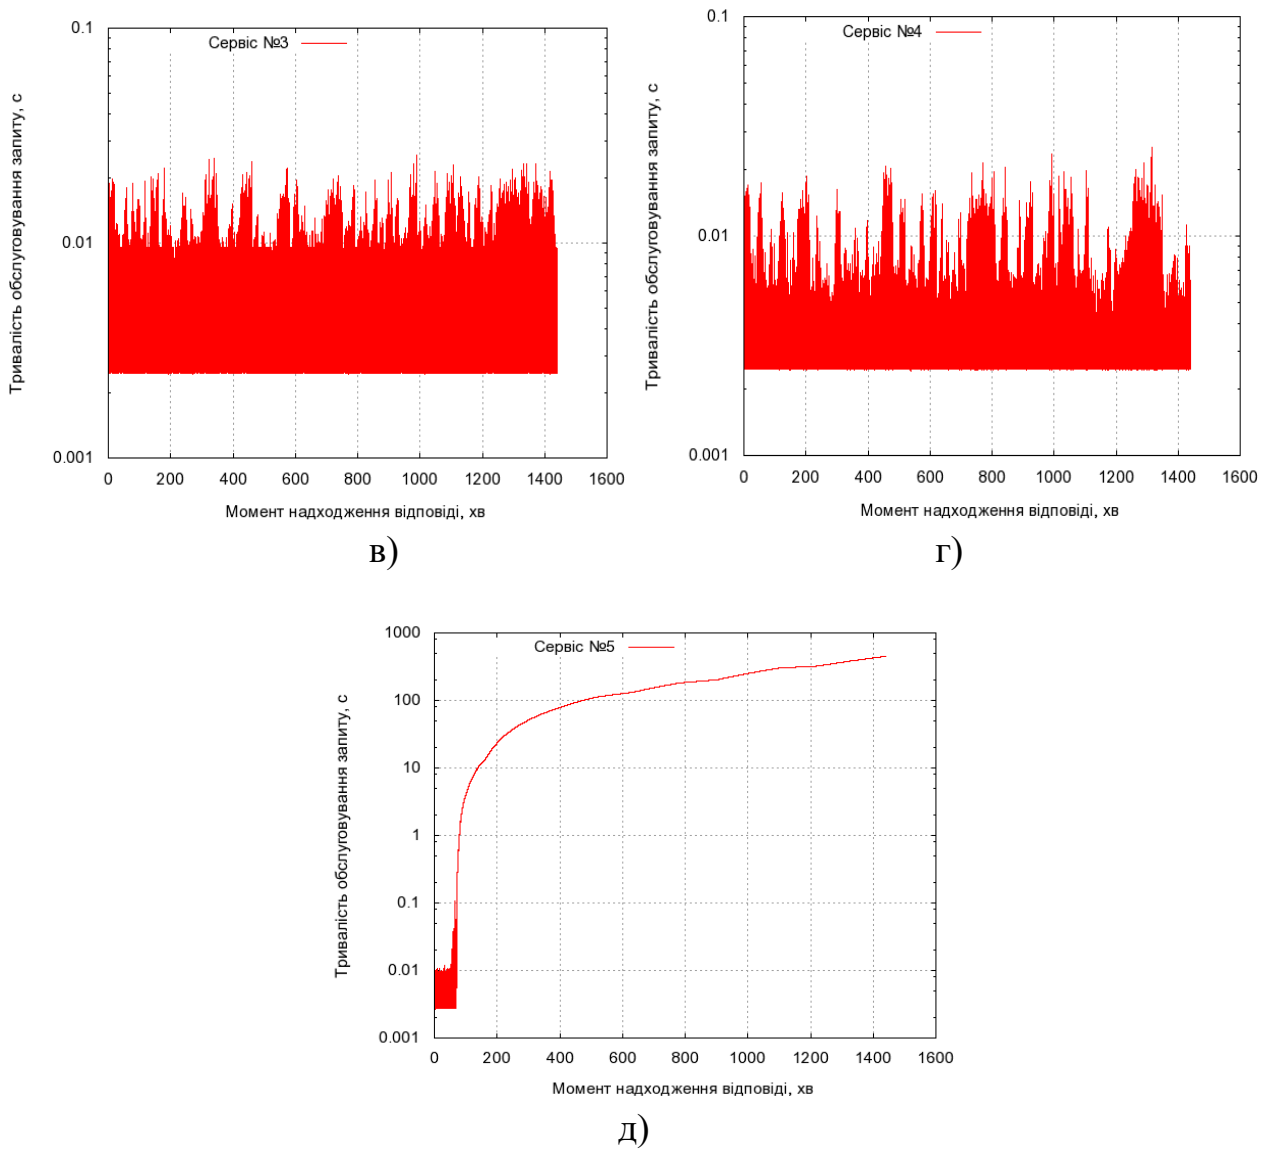 Сервіс №3
0.1
0.01
0.001
0 200 400 600 800 1000 1200 1400 1600
Тривалість обслуговування запиту, с
Момент надходження відповіді, хв
в)
Сервіс №4
0.1
0.01
0.001
0 200 400 600 800 1000 1200 1400 1600
Тривалість обслуговування запиту, с
Момент надходження відповіді, хв
г)
Сервіс №5
1000
100
10
1
0.1
0.01
0.001
0 200 400 600 800 1000 1200 1400 1600
Тривалість обслуговування запиту, с
Момент надходження відповіді, хв
д)